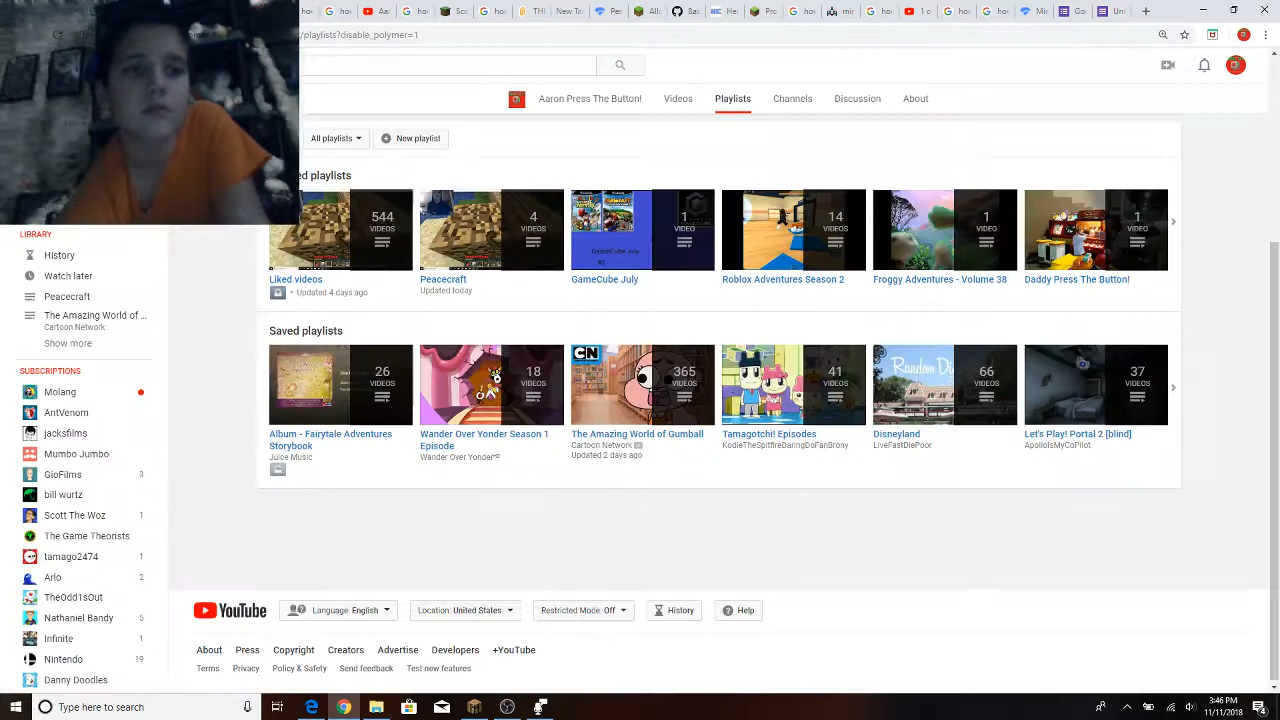 /playlists?disable_polymer=1
Aaron Press The Button!
Videos
Playlists
Channels
Discussion
About
All playlists
New playlist
playlists
544 VIDEOS
4 VIDEOS
1 VIDEO
14 VIDEOS
1 VIDEO
1 VIDEO
GameCube July
Liked videos
Updated 4 days ago
Peacecraft
Updated today
GameCube July
Roblox Adventures Season 2
Froggy Adventures - Volume 38
Daddy Press The Button!
LIBRARY
History
Watch later
Peacecraft
The Amazing World of ...
Cartoon Network
Show more
Saved playlists
26 VIDEOS
18 VIDEOS
CN
365 VIDEOS
41 VIDEOS
Random Di
66 VIDEOS
37 VIDEOS
Album - Fairytale Adventures
Storybook
Juice Music
Wander Over Yonder Season 1
Episode
Wander Over Yonder
The Amazing World of Gumball
Cartoon Network
Updated 2 days ago
Tamagotchi! Episodes
KodieTheSpitfireDaringDoFanBrony
Disneyland
LiveFastDiePoor
Let's Play! Portal 2 [blind]
ApolloIsMyCoPilot
SUBSCRIPTIONS
Molang
AntVenom
jacksfilms
Mumbo Jumbo
GioFilms 3
bill wurtz
Scott The Woz 1
The Game Theorists
tamago2474 1
Arlo 2
TheOdd1sOut
Nathaniel Bandy 5
Infinite 1
Nintendo 19
Danny Doodles
YouTube
Language: English
Location: United States
Restricted Mode: Off
History
Help
About Press Copyright Creators Advertise Developers +YouTube
Terms Privacy Policy & Safety Send feedback Test new features
Type here to search
3:46 PM
11/11/2018